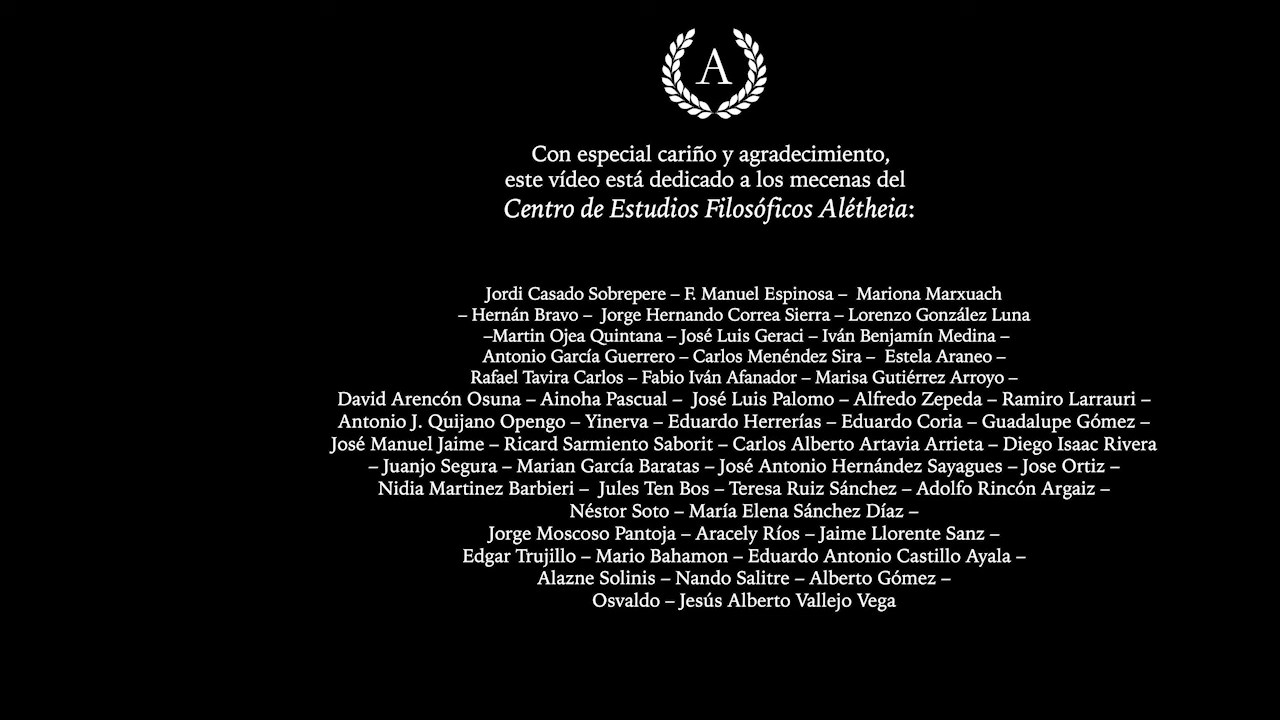 A
Con especial cariño y agradecimiento,
este vídeo está dedicado a los mecenas del
Centro de Estudios Filosóficos Alétheia:
Jordi Casado Sobrepere – F. Manuel Espinosa – Mariona Marxuach
– Hernán Bravo – Jorge Hernando Correa Sierra – Lorenzo González Luna
–Martin Ojea Quintana – José Luis Geraci – Iván Benjamín Medina –
Antonio García Guerrero – Carlos Menéndez Sira – Estela Araneo –
Rafael Tavira Carlos – Fabio Iván Afanador – Marisa Gutiérrez Arroyo –
David Arencón Osuna – Ainoha Pascual – José Luis Palomo – Alfredo Zepeda – Ramiro Larrauri –
Antonio J. Quijano Opengo – Yinerva – Eduardo Herrerías – Eduardo Coria – Guadalupe Gómez –
José Manuel Jaime – Ricard Sarmiento Saborit – Carlos Alberto Artavia Arrieta – Diego Isaac Rivera
– Juanjo Segura – Marian García Baratas – José Antonio Hernández Sayagues – Jose Ortiz –
Nidia Martinez Barbieri – Jules Ten Bos – Teresa Ruiz Sánchez – Adolfo Rincón Argaiz –
Néstor Soto – María Elena Sánchez Díaz –
Jorge Moscoso Pantoja – Aracely Ríos – Jaime Llorente Sanz –
Edgar Trujillo – Mario Bahamon – Eduardo Antonio Castillo Ayala –
Alazne Solinis – Nando Salitre – Alberto Gómez –
Osvaldo – Jesús Alberto Vallejo Vega